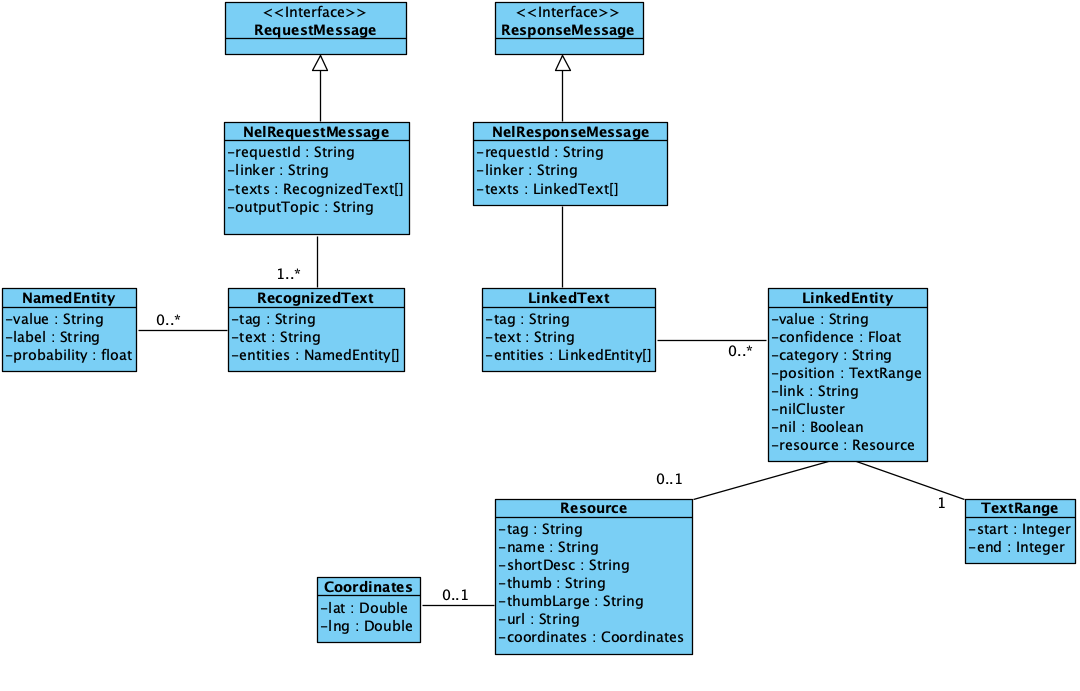 <<Interface>>
RequestMessage
<<Interface>>
ResponseMessage
NelRequestMessage
-requestId : String
-linker : String
-texts : RecognizedText[]
-outputTopic : String
NelResponseMessage
-requestId : String
-linker : String
-texts : LinkedText[]
1..*
NamedEntity
-value : String
-label : String
-probability : float
0..*
RecognizedText
-tag : String
-text : String
-entities : NamedEntity[]
LinkedText
-tag : String
-text : String
-entities : LinkedEntity[]
0..*
LinkedEntity
-value : String
-confidence : Float
-category : String
-position : TextRange
-link : String
-nilCluster
-nil : Boolean
-resource : Resource
0..1
1
Resource
-tag : String
-name : String
-shortDesc : String
-thumb : String
-thumbLarge : String
-url : String
-coordinates : Coordinates
TextRange
-start : Integer
-end : Integer
Coordinates
-lat : Double
-lng : Double
0..1